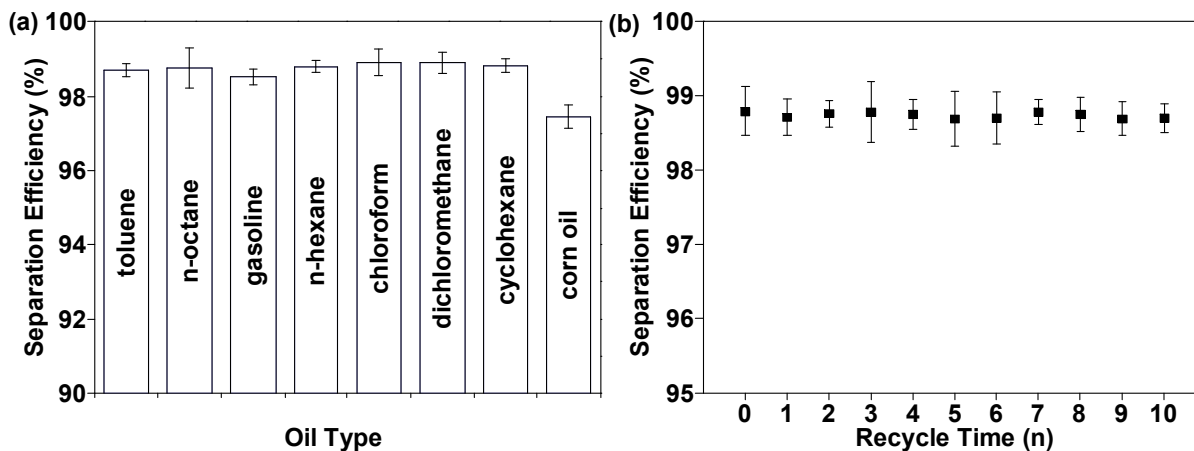 (a)
Separation Efficiency (%)
100
98
96
94
92
90
toluene
n-octane
gasoline
n-hexane
chloroform
dichloromethane
cyclohexane
corn oil
Oil Type
(b)
Separation Efficiency (%)
100
99
98
97
96
95
0 1 2 3 4 5 6 7 8 9 10
Recycle Time (n)